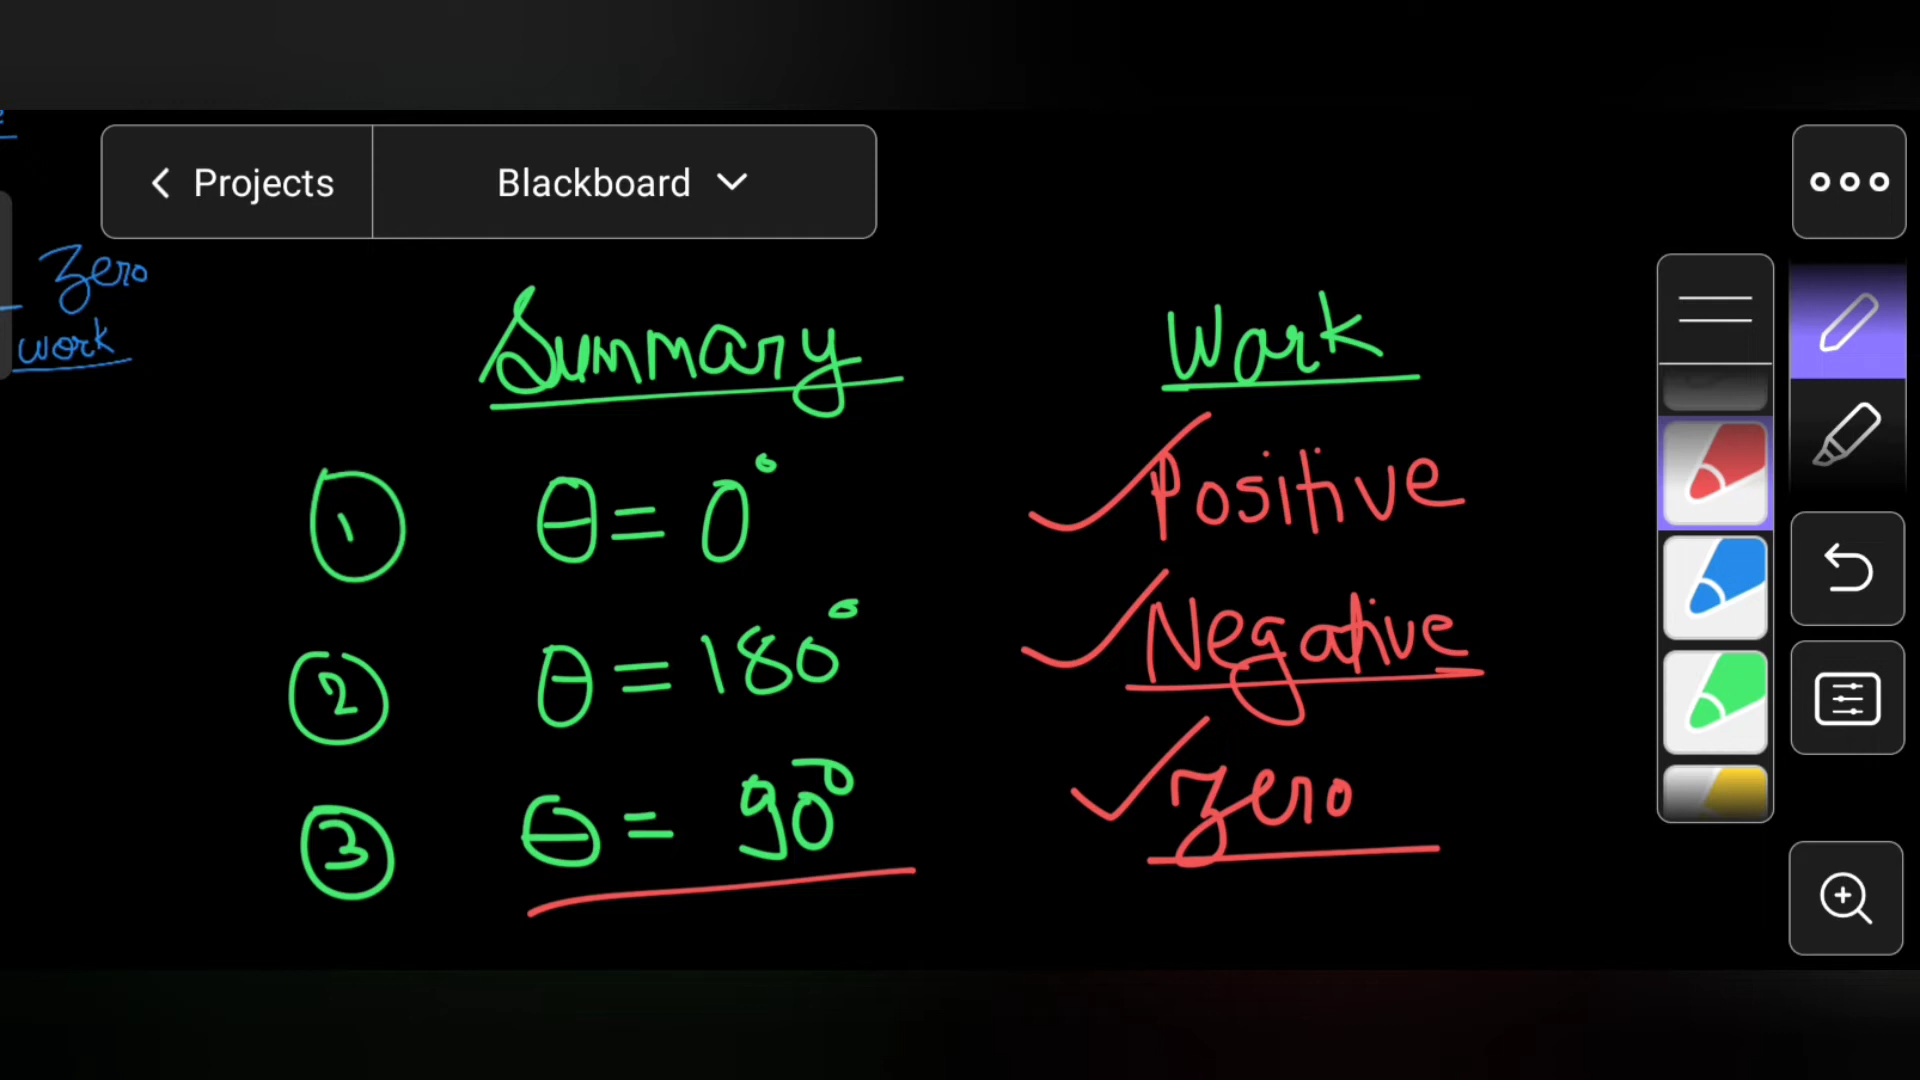 Projects Blackboard
Zero
work
Summary Work
1 θ = 0° Positive
2 θ = 180° Negative
3 θ = 90° Zero